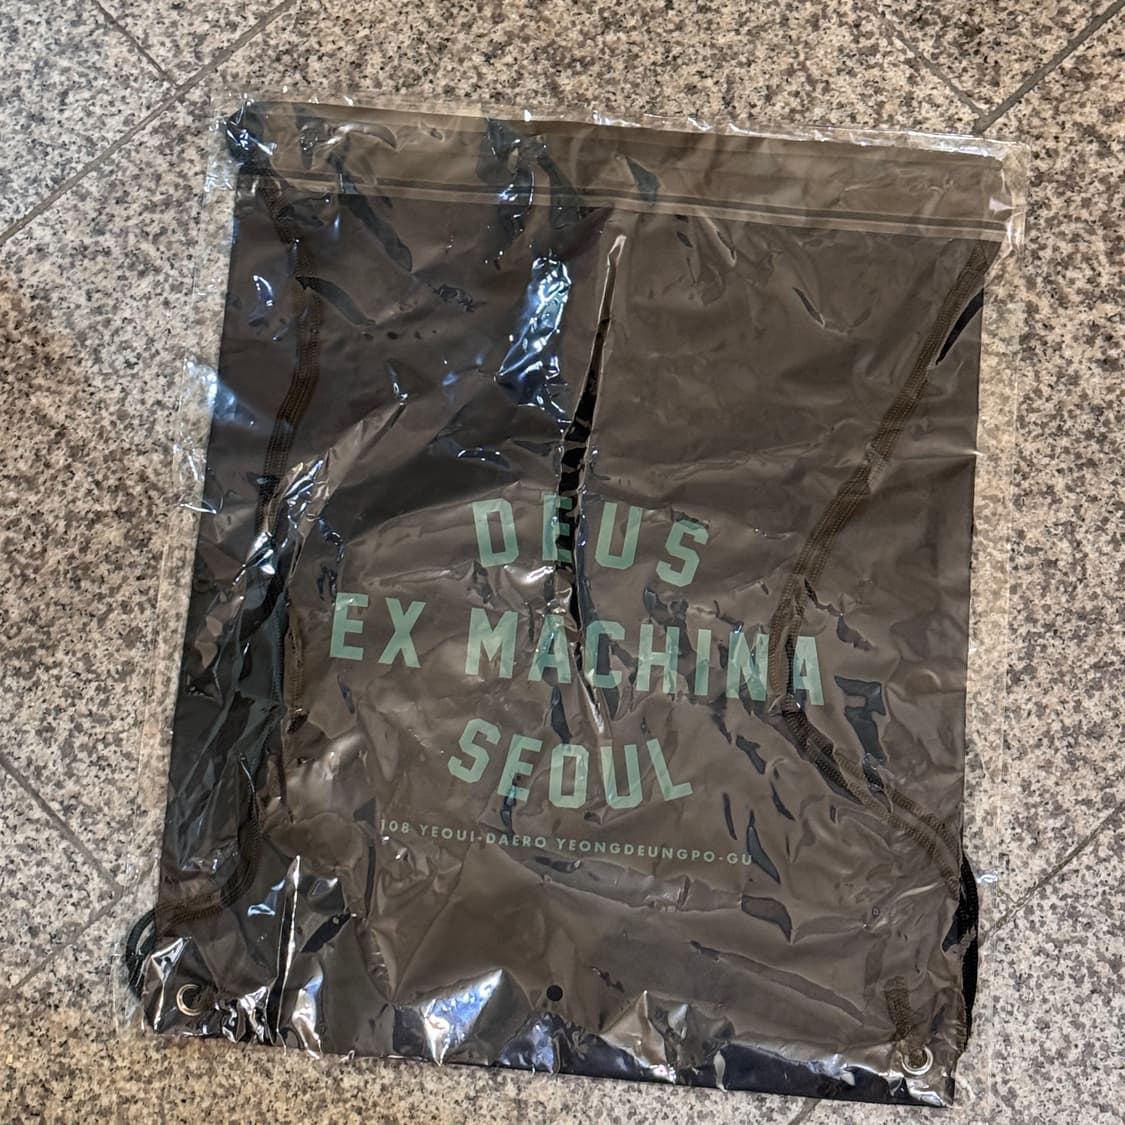 DEUS
EX MACHINA
SEOUL
108 YEOUI-DAERO YEONGDEUNGPO-GU